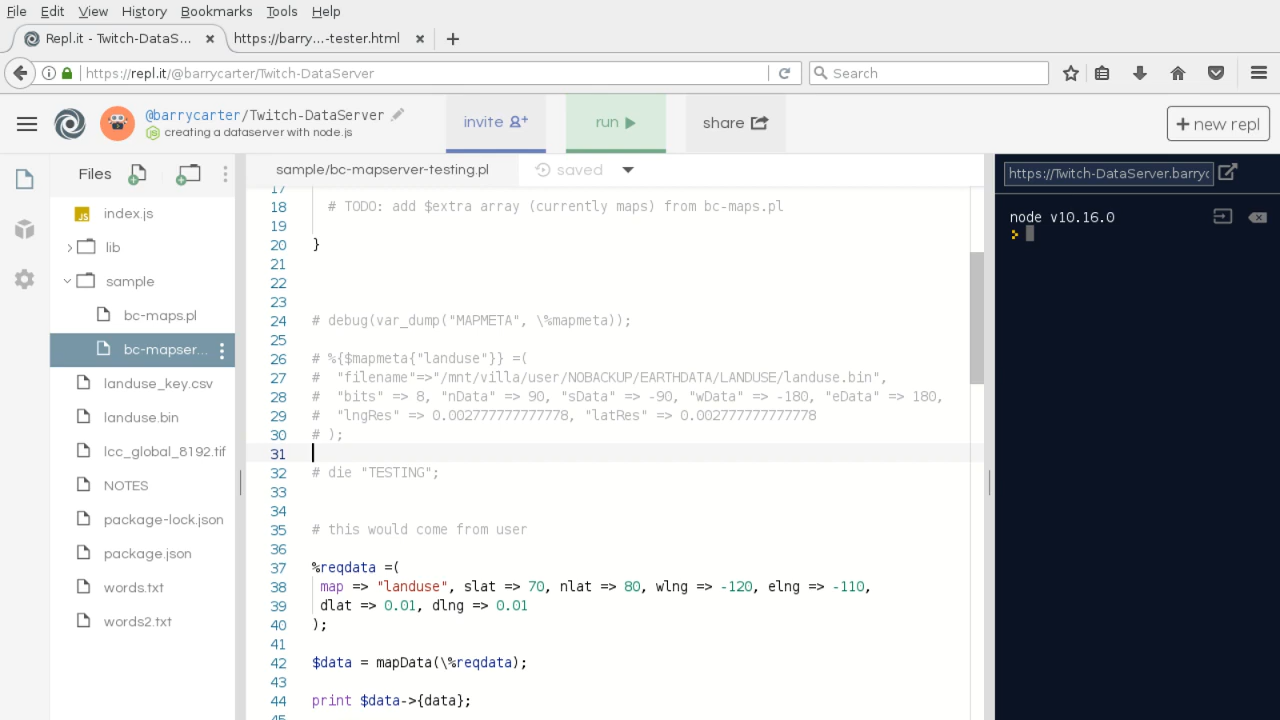 File Edit View History Bookmarks Tools Help
Repl.it - Twitch-DataS... × https://barry...-tester.html × +
https://repl.it/@barrycarter/Twitch-DataServer Search
@barrycarter/Twitch-DataServer
creating a dataserver with node.js
invite run share + new repl
Files sample/bc-mapserver-testing.pl saved https://Twitch-DataServer.barryc
index.js
lib
sample
bc-maps.pl
bc-mapser...
landuse_key.csv
landuse.bin
lcc_global_8192.tif
NOTES
package-lock.json
package.json
words.txt
words2.txt
17
18 # TODO: add $extra array (currently maps) from bc-maps.pl
19
20 }
21
22
23
24 # debug(var_dump("MAPMETA", \%mapmeta));
25
26 # %{$mapmeta{"landuse"}} =(
27 #  "filename"=>"/mnt/villa/user/NOBACKUP/EARTHDATA/LANDUSE/landuse.bin",
28 #  "bits" => 8, "nData" => 90, "sData" => -90, "wData" => -180, "eData" => 180,
29 #  "lngRes" => 0.002777777777778, "latRes" => 0.002777777777778
30 # );
31
32 # die "TESTING";
33
34
35 # this would come from user
36
37 %reqdata =(
38  map => "landuse", slat => 70, nlat => 80, wlng => -120, elng => -110,
39  dlat => 0.01, dlng => 0.01
40 );
41
42 $data = mapData(\%reqdata);
43
44 print $data->{data};
45
node v10.16.0
>